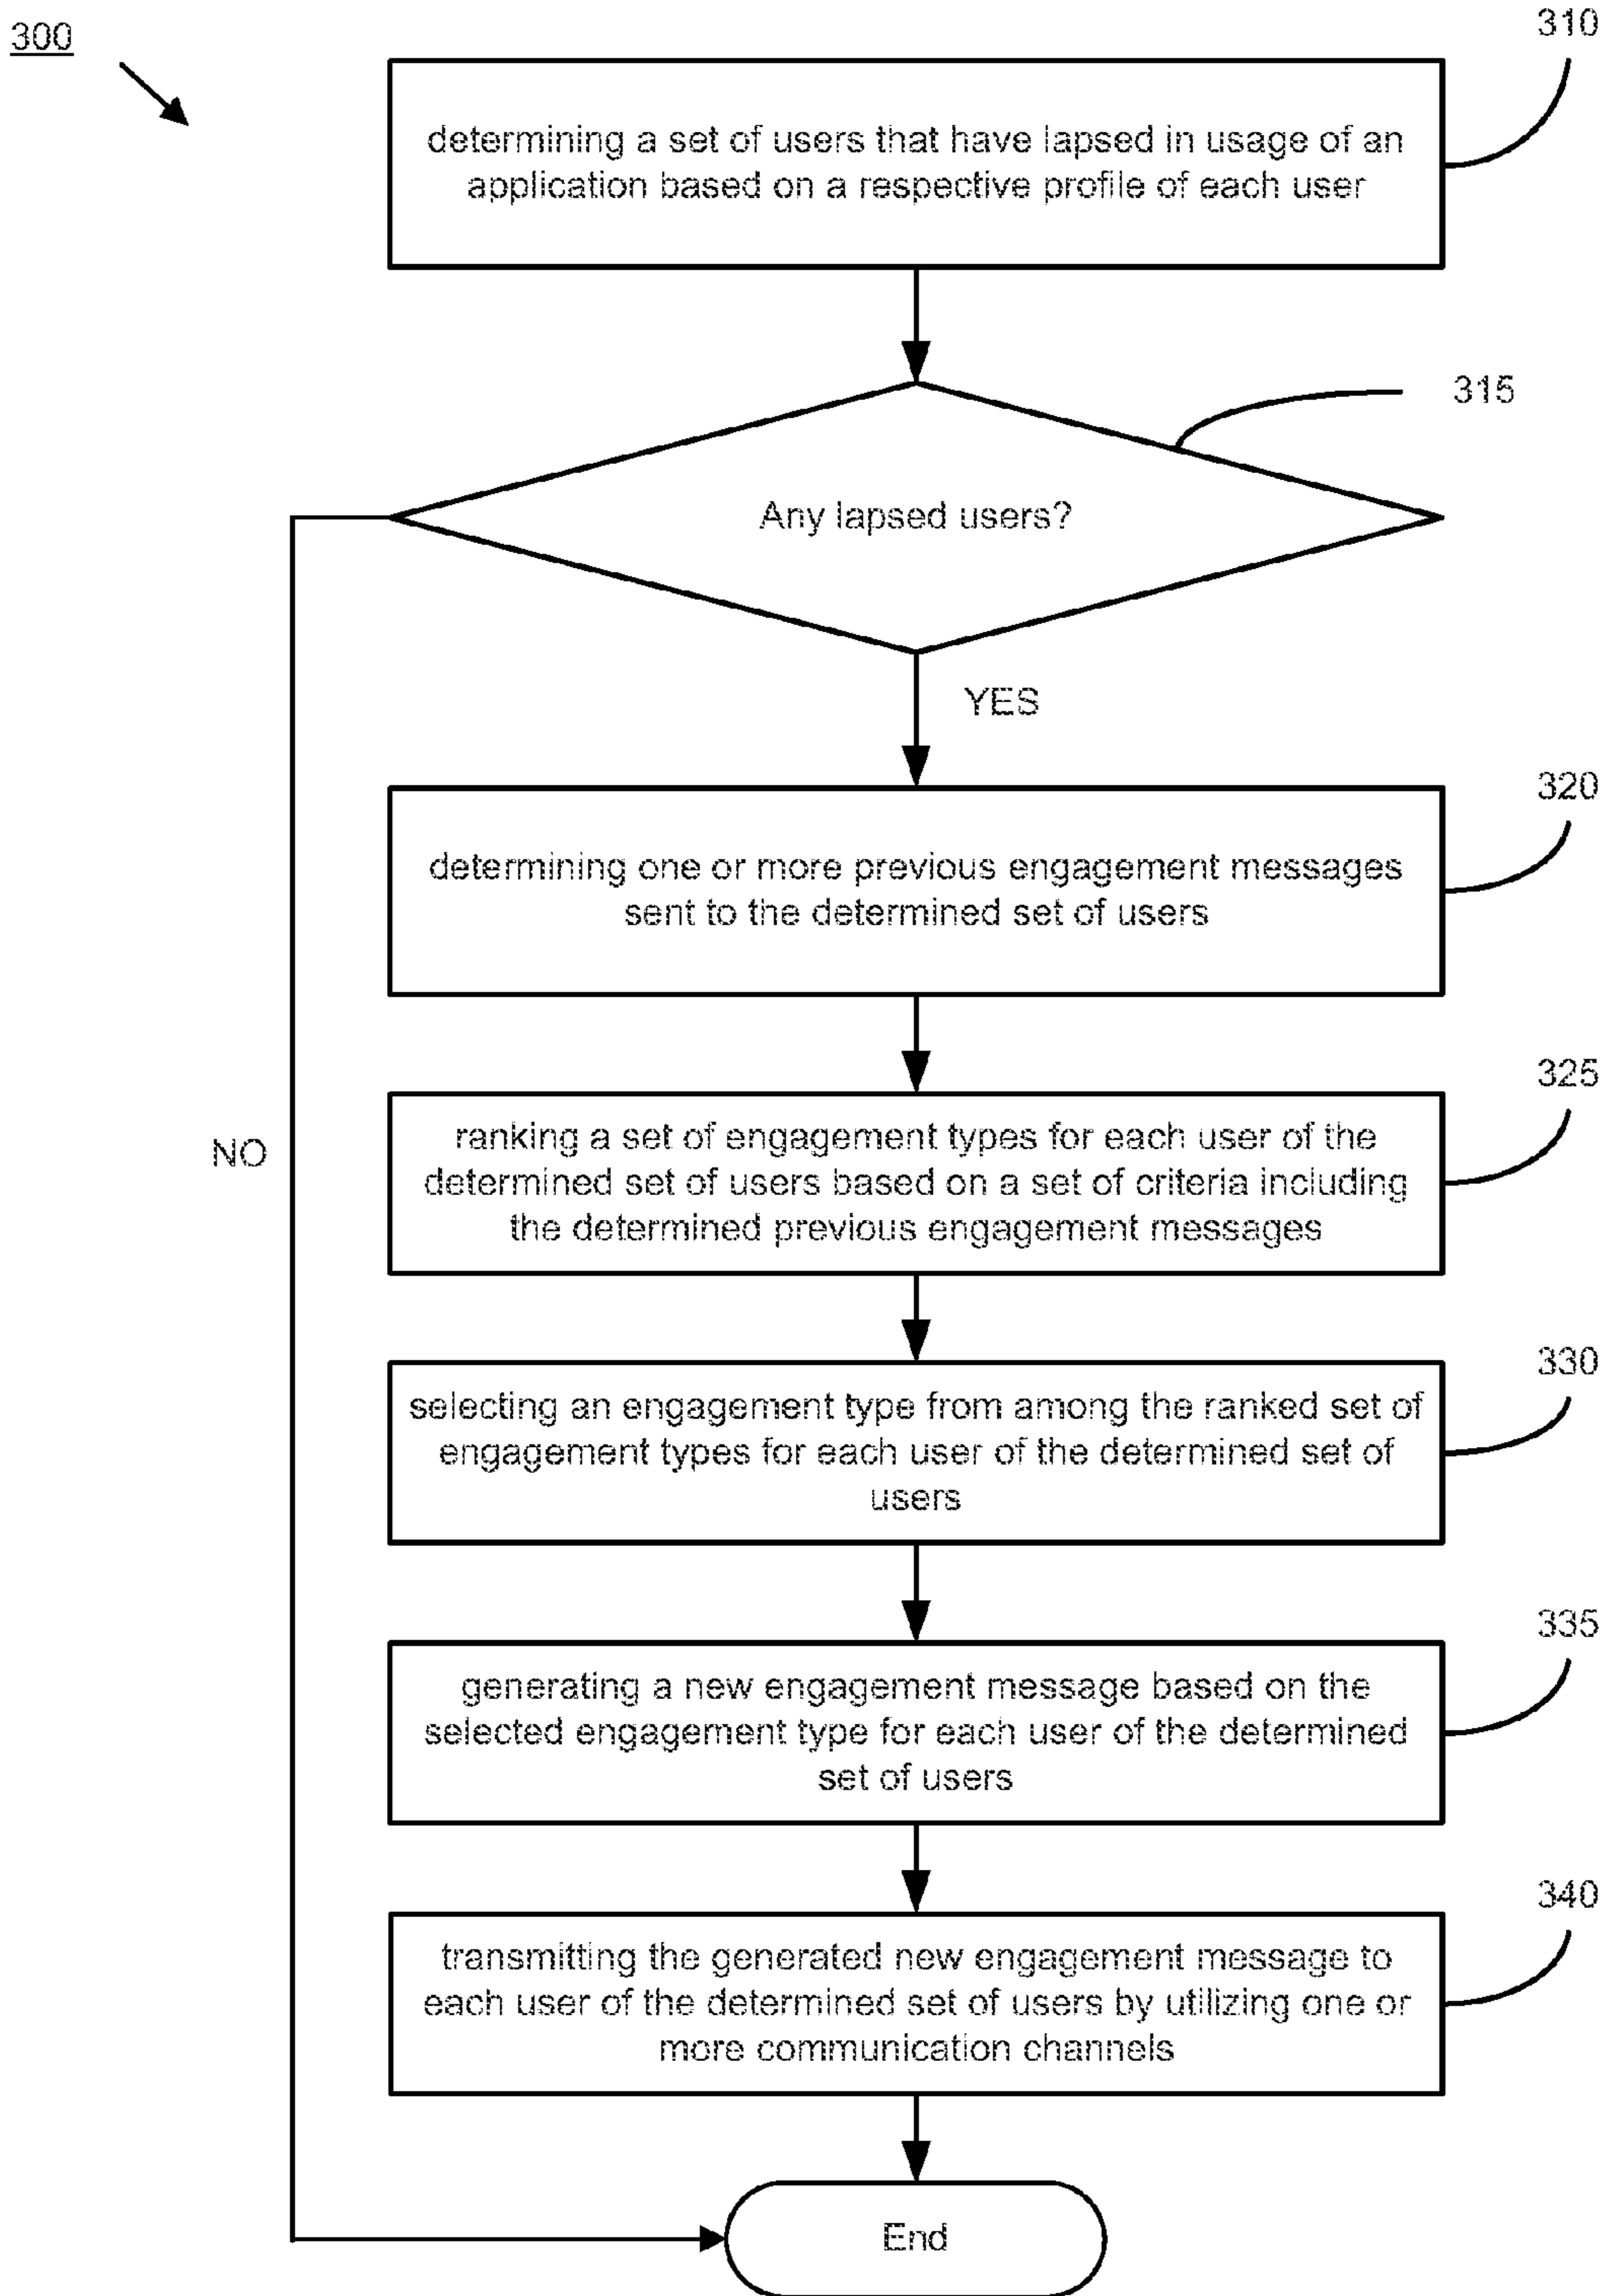 300
310
determining a set of users that have lapsed in usage of an
application based on a respective profile of each user
315
Any lapsed users?
YES
320
determining one or more previous engagement messages
sent to the determined set of users
325
NO
ranking a set of engagement types for each user of the
determined set of users based on a set of criteria including
the determined previous engagement messages
330
selecting an engagement type from among the ranked set of
engagement types for each user of the determined set of
users
335
generating a new engagement message based on the
selected engagement type for each user of the determined
set of users
340
transmitting the generated new engagement message to
each user of the determined set of users by utilizing one or
more communication channels
End